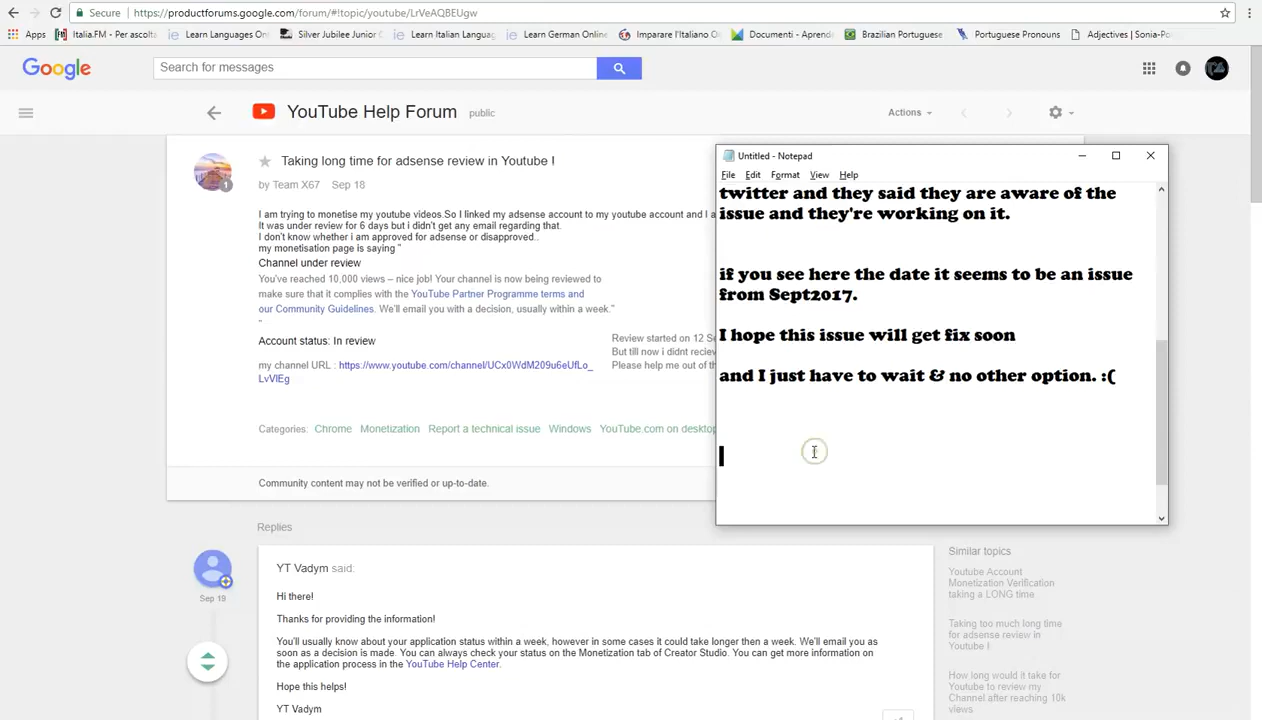 Secure https://productforums.google.com/forum/#!topic/youtube/LrVeAQBEUgw
Apps Italia.FM - Per ascolta Learn Languages On Silver Jubilee Junior C Learn Italian Languag Learn German Online Imparare l'Italiano O Documenti - Aprend Brazilian Portuguese Portuguese Pronouns Adjectives | Sonia-Po
Google Search for messages
YouTube Help Forum public Actions
Taking long time for adsense review in Youtube !
1
by Team X67 Sep 18
I am trying to monetise my youtube videos.So I linked my adsense account to my youtube account and I a
It was under review for 6 days but i didn't get any email regarding that.
I don't know whether i am approved for adsense or disapproved..
my monetisation page is saying "
Channel under review
You've reached 10,000 views – nice job! Your channel is now being reviewed to
make sure that it complies with the YouTube Partner Programme terms and
our Community Guidelines. We'll email you with a decision, usually within a week."
"
Account status: In review
Review started on 12 Se
But till now i didnt reciev
Please help me out of th
my channel URL : https://www.youtube.com/channel/UCx0WdM209u6eUfLo_
LvVIEg
Categories: Chrome Monetization Report a technical issue Windows YouTube.com on desktop
Community content may not be verified or up-to-date.
Untitled - Notepad
File Edit Format View Help
twitter and they said they are aware of the
issue and they're working on it.
if you see here the date it seems to be an issue
from Sept2017.
I hope this issue will get fix soon
and I just have to wait & no other option. :(
Replies
YT Vadym said:
Sep 19
Hi there!
Thanks for providing the information!
You'll usually know about your application status within a week, however in some cases it could take longer then a week. We'll email you as
soon as a decision is made. You can always check your status on the Monetization tab of Creator Studio. You can get more information on
the application process in the YouTube Help Center.
Hope this helps!
YT Vadym
Similar topics
Youtube Account
Monetization Verification
taking a LONG time
Taking too much long time
for adsense review in
Youtube !
How long would it take for
Youtube to review my
Channel after reaching 10k
views